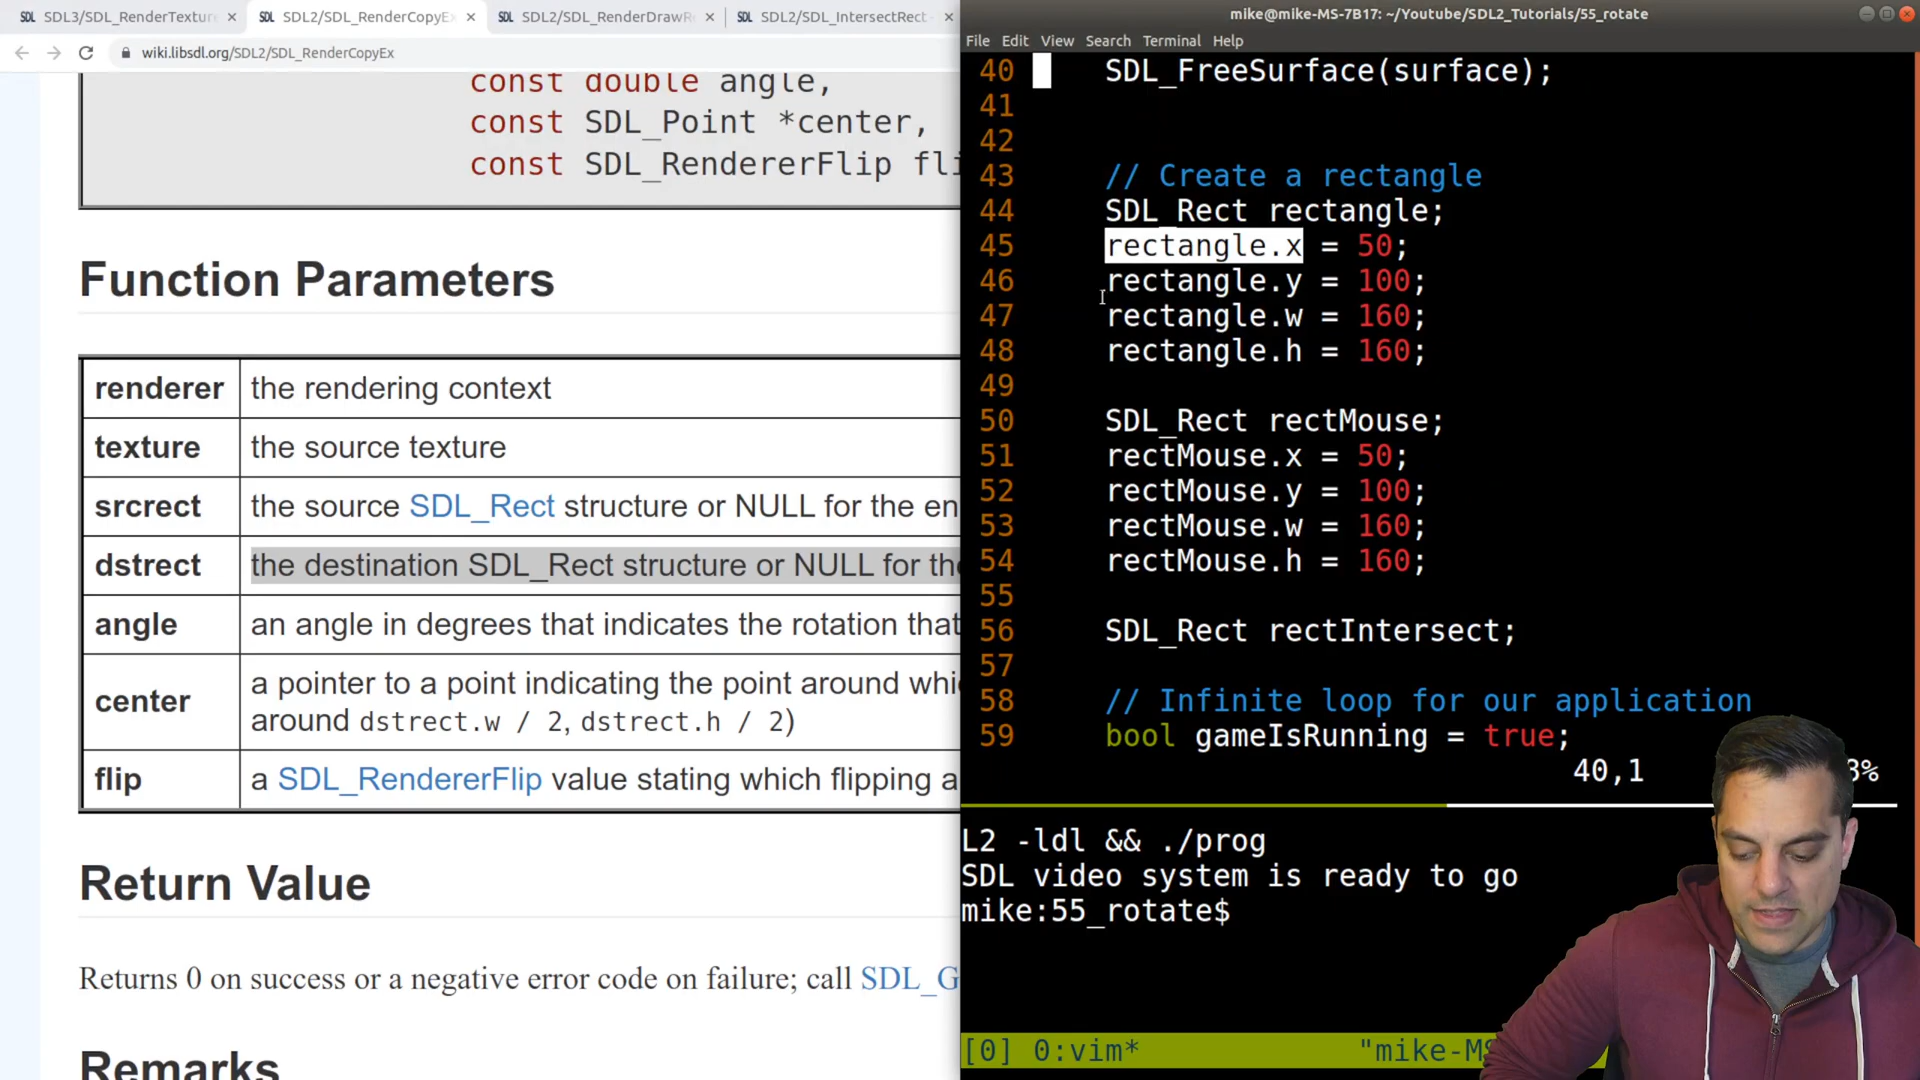 SDL3/SDL_RenderTextur
SDL2/SDL_RenderCopyE
SDL2/SDL_RenderDrawR
SDL2/SDL_IntersectRect
wiki.libsdl.org/SDL2/SDL_RenderCopyEx
const double angle,
const SDL_Point *center,
const SDL_RendererFlip fli
Function Parameters
renderer the rendering context
texture the source texture
srcrect the source SDL_Rect structure or NULL for the en
dstrect the destination SDL_Rect structure or NULL for the
angle an angle in degrees that indicates the rotation that
center a pointer to a point indicating the point around whi
around dstrect.w / 2, dstrect.h / 2)
flip a SDL_RendererFlip value stating which flipping a
Return Value
Returns 0 on success or a negative error code on failure; call SDL_G
Remarks
mike@mike-MS-7B17: ~/Youtube/SDL2_Tutorials/55_rotate
File Edit View Search Terminal Help
40 SDL_FreeSurface(surface);
41
42
43 // Create a rectangle
44 SDL_Rect rectangle;
45 rectangle.x = 50;
46 rectangle.y = 100;
47 rectangle.w = 160;
48 rectangle.h = 160;
49
50 SDL_Rect rectMouse;
51 rectMouse.x = 50;
52 rectMouse.y = 100;
53 rectMouse.w = 160;
54 rectMouse.h = 160;
55
56 SDL_Rect rectIntersect;
57
58 // Infinite loop for our application
59 bool gameIsRunning = true;
40,1 3%
L2 -ldl && ./prog
SDL video system is ready to go
mike:55_rotate$
[0] 0:vim* "mike-MS